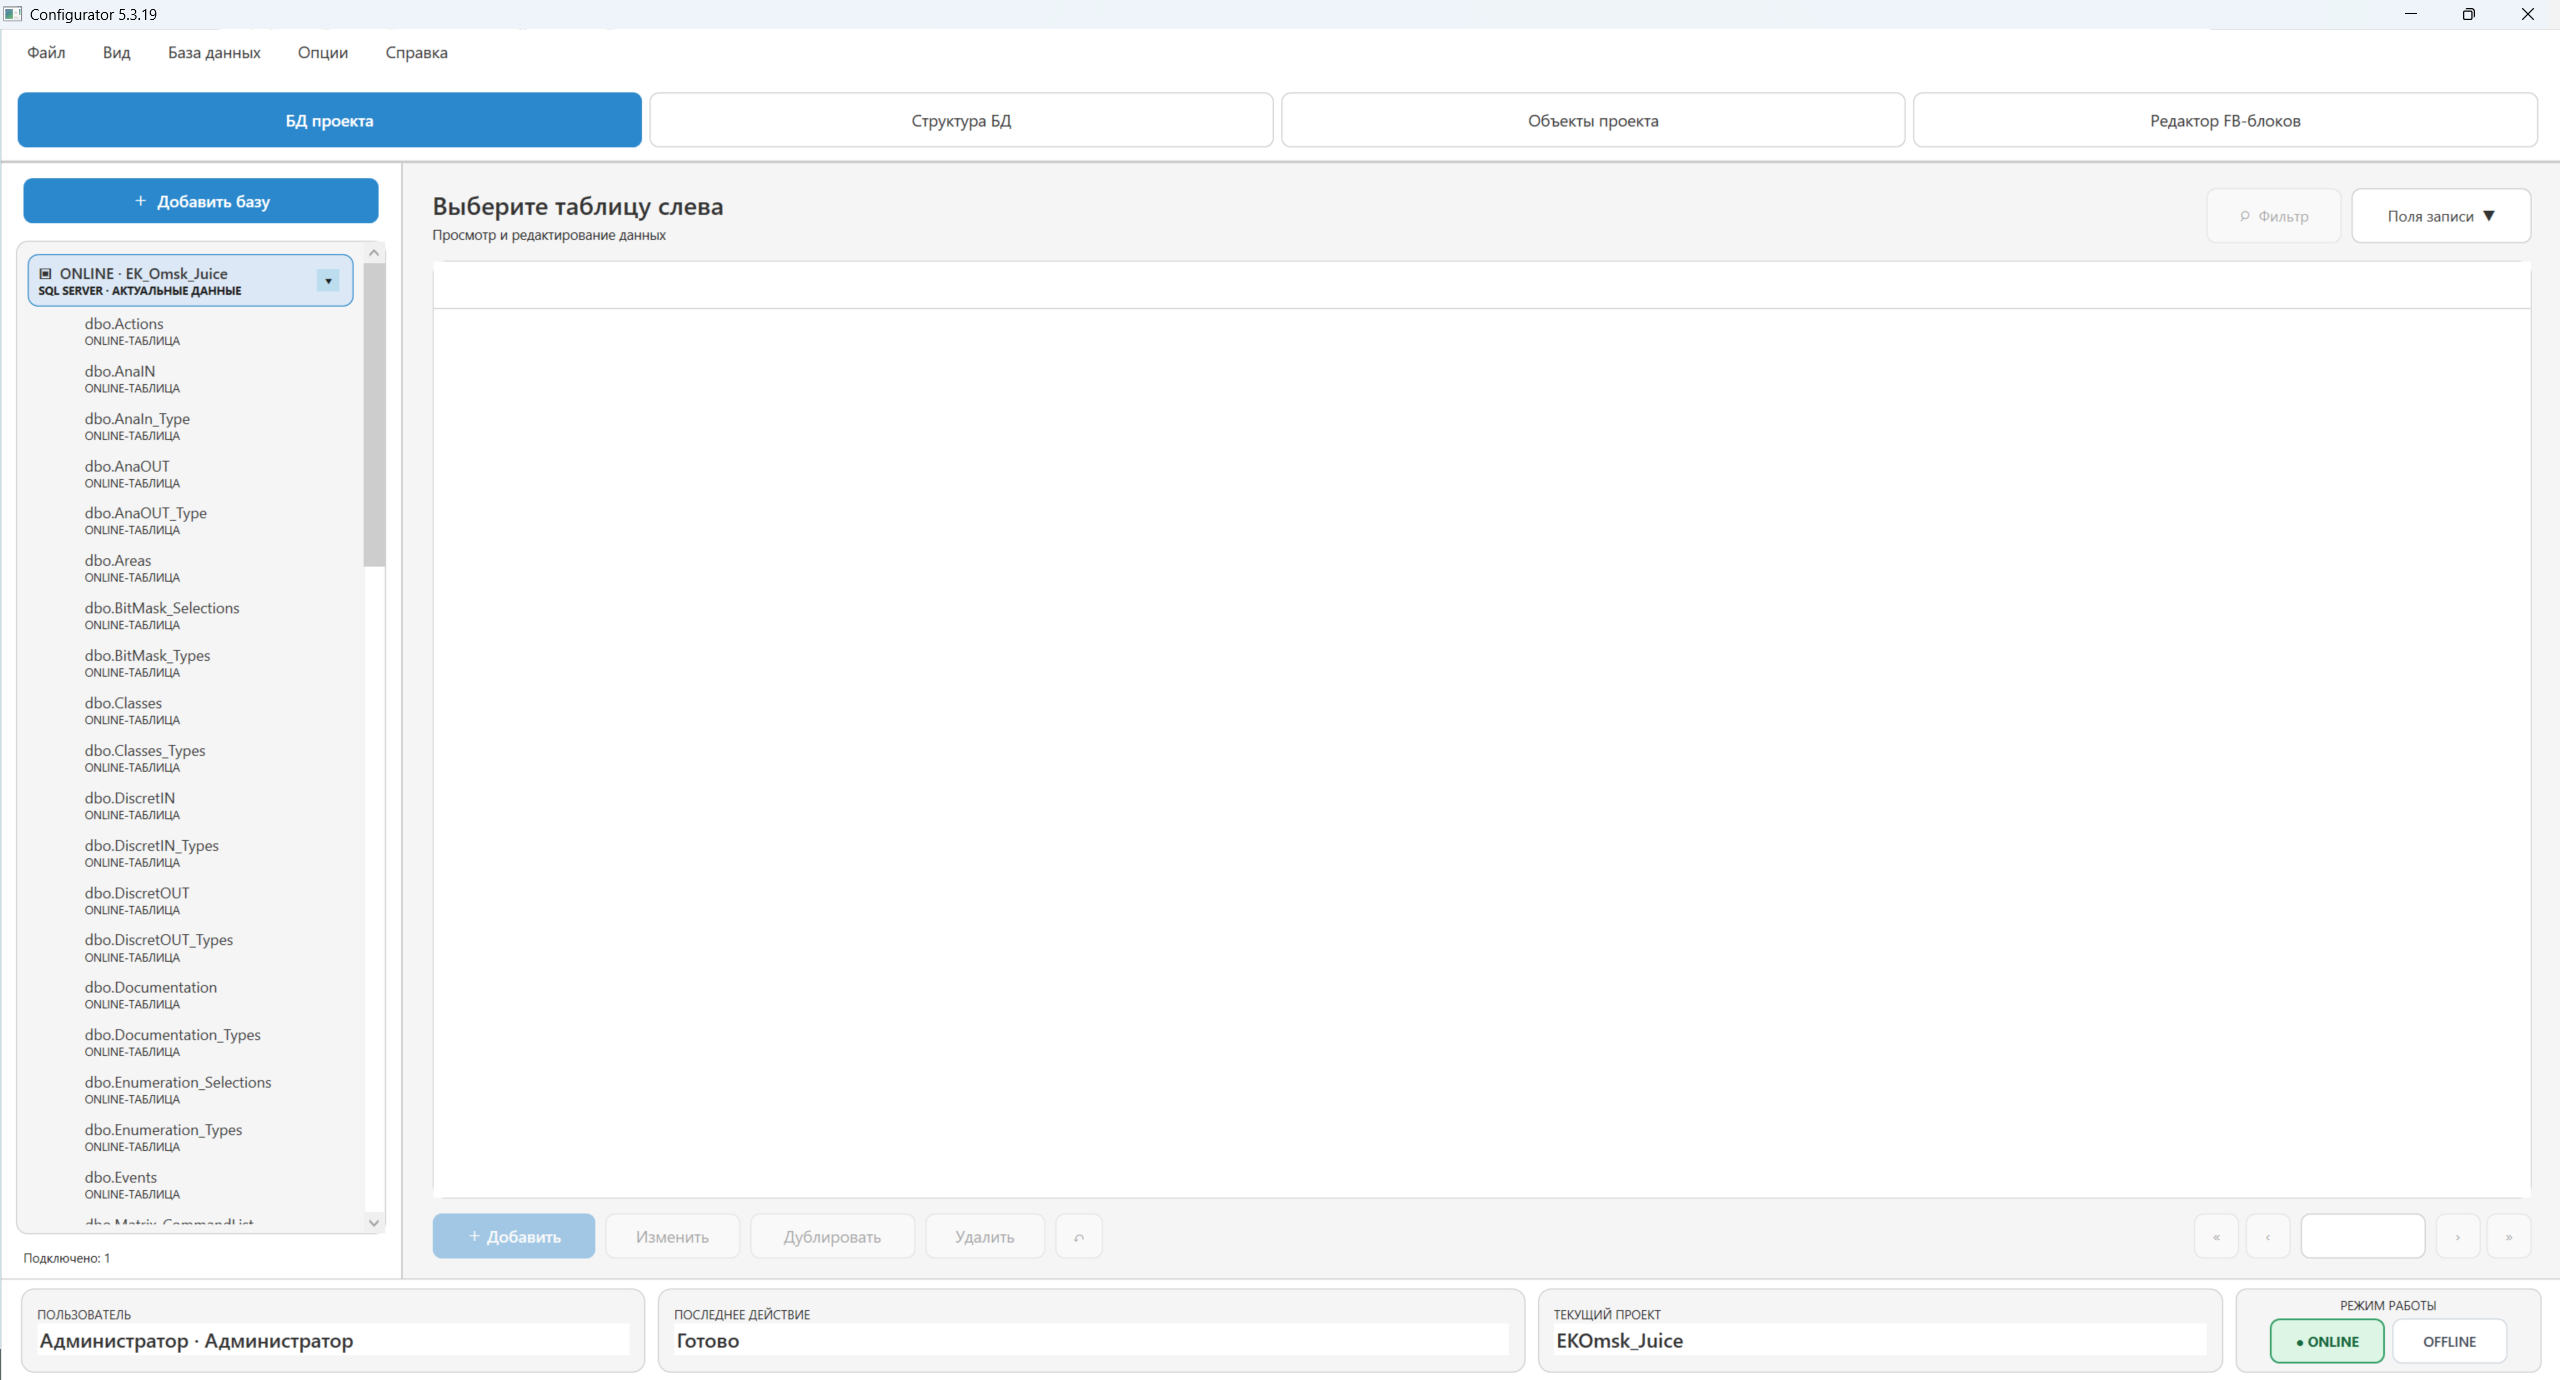 Configurator 5.3.19
Файл Вид База данных Опции Справка
БД проекта Структура БД Объекты проекта Редактор FB-блоков
+ Добавить базу
ONLINE · EK_Omsk_Juice
SQL SERVER · АКТУАЛЬНЫЕ ДАННЫЕ
dbo.Actions
ONLINE-ТАБЛИЦА
dbo.AnaIN
ONLINE-ТАБЛИЦА
dbo.AnaIn_Type
ONLINE-ТАБЛИЦА
dbo.AnaOUT
ONLINE-ТАБЛИЦА
dbo.AnaOUT_Type
ONLINE-ТАБЛИЦА
dbo.Areas
ONLINE-ТАБЛИЦА
dbo.BitMask_Selections
ONLINE-ТАБЛИЦА
dbo.BitMask_Types
ONLINE-ТАБЛИЦА
dbo.Classes
ONLINE-ТАБЛИЦА
dbo.Classes_Types
ONLINE-ТАБЛИЦА
dbo.DiscretIN
ONLINE-ТАБЛИЦА
dbo.DiscretIN_Types
ONLINE-ТАБЛИЦА
dbo.DiscretOUT
ONLINE-ТАБЛИЦА
dbo.DiscretOUT_Types
ONLINE-ТАБЛИЦА
dbo.Documentation
ONLINE-ТАБЛИЦА
dbo.Documentation_Types
ONLINE-ТАБЛИЦА
dbo.Enumeration_Selections
ONLINE-ТАБЛИЦА
dbo.Enumeration_Types
ONLINE-ТАБЛИЦА
dbo.Events
ONLINE-ТАБЛИЦА
Подключено: 1
Выберите таблицу слева
Просмотр и редактирование данных
Фильтр Поля записи ▼
+ Добавить Изменить Дублировать Удалить
« ‹ › »
ПОЛЬЗОВАТЕЛЬ
Администратор · Администратор
ПОСЛЕДНЕЕ ДЕЙСТВИЕ
Готово
ТЕКУЩИЙ ПРОЕКТ
EKOmsk_Juice
РЕЖИМ РАБОТЫ
• ONLINE OFFLINE